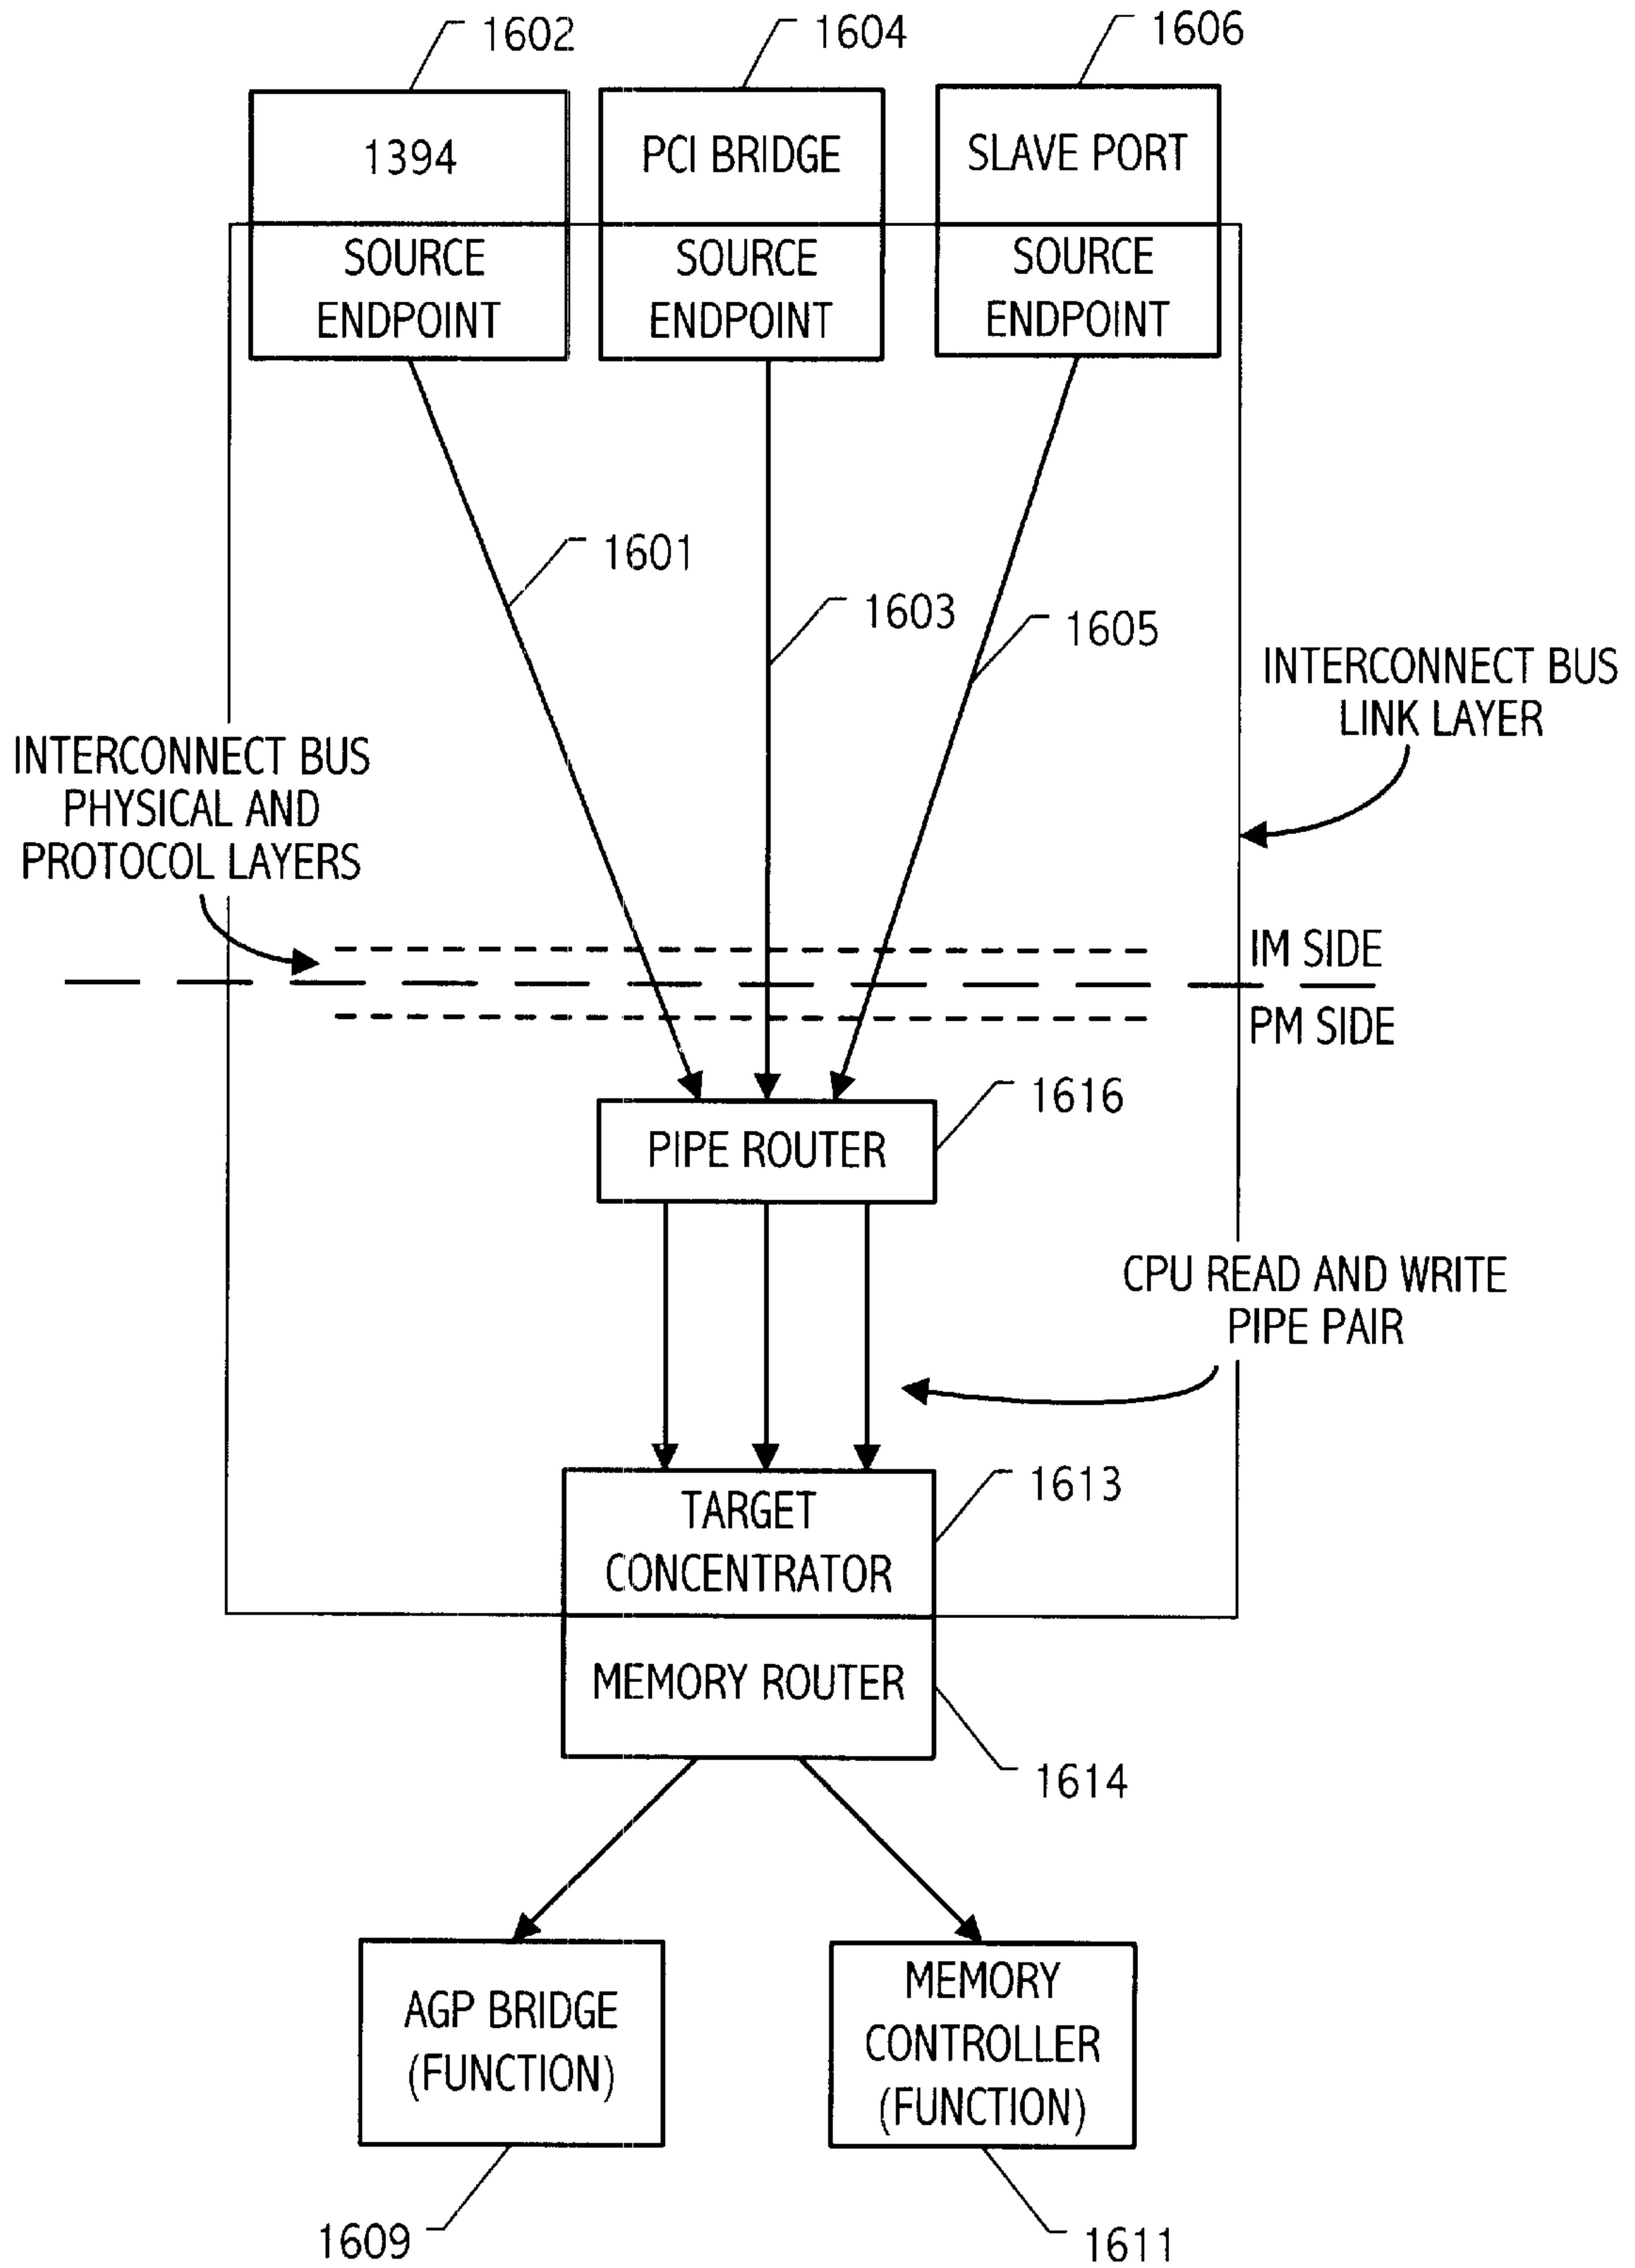 1602
1604
1606
1394
PCI BRIDGE
SLAVE PORT
SOURCE
ENDPOINT
SOURCE
ENDPOINT
SOURCE
ENDPOINT
1601
1603
1605
INTERCONNECT BUS
LINK LAYER
INTERCONNECT BUS
PHYSICAL AND
PROTOCOL LAYERS
IM SIDE
PM SIDE
1616
PIPE ROUTER
CPU READ AND WRITE
PIPE PAIR
1613
TARGET
CONCENTRATOR
MEMORY ROUTER
1614
AGP BRIDGE
(FUNCTION)
MEMORY
CONTROLLER
(FUNCTION)
1609
1611